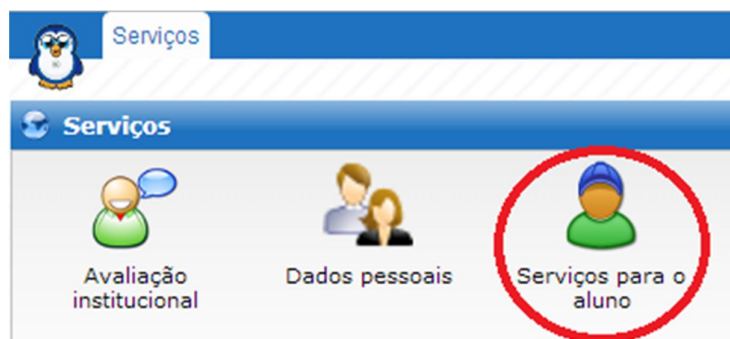 Serviços
Serviços
Avaliação
institucional
Dados pessoais
Serviços para o
aluno